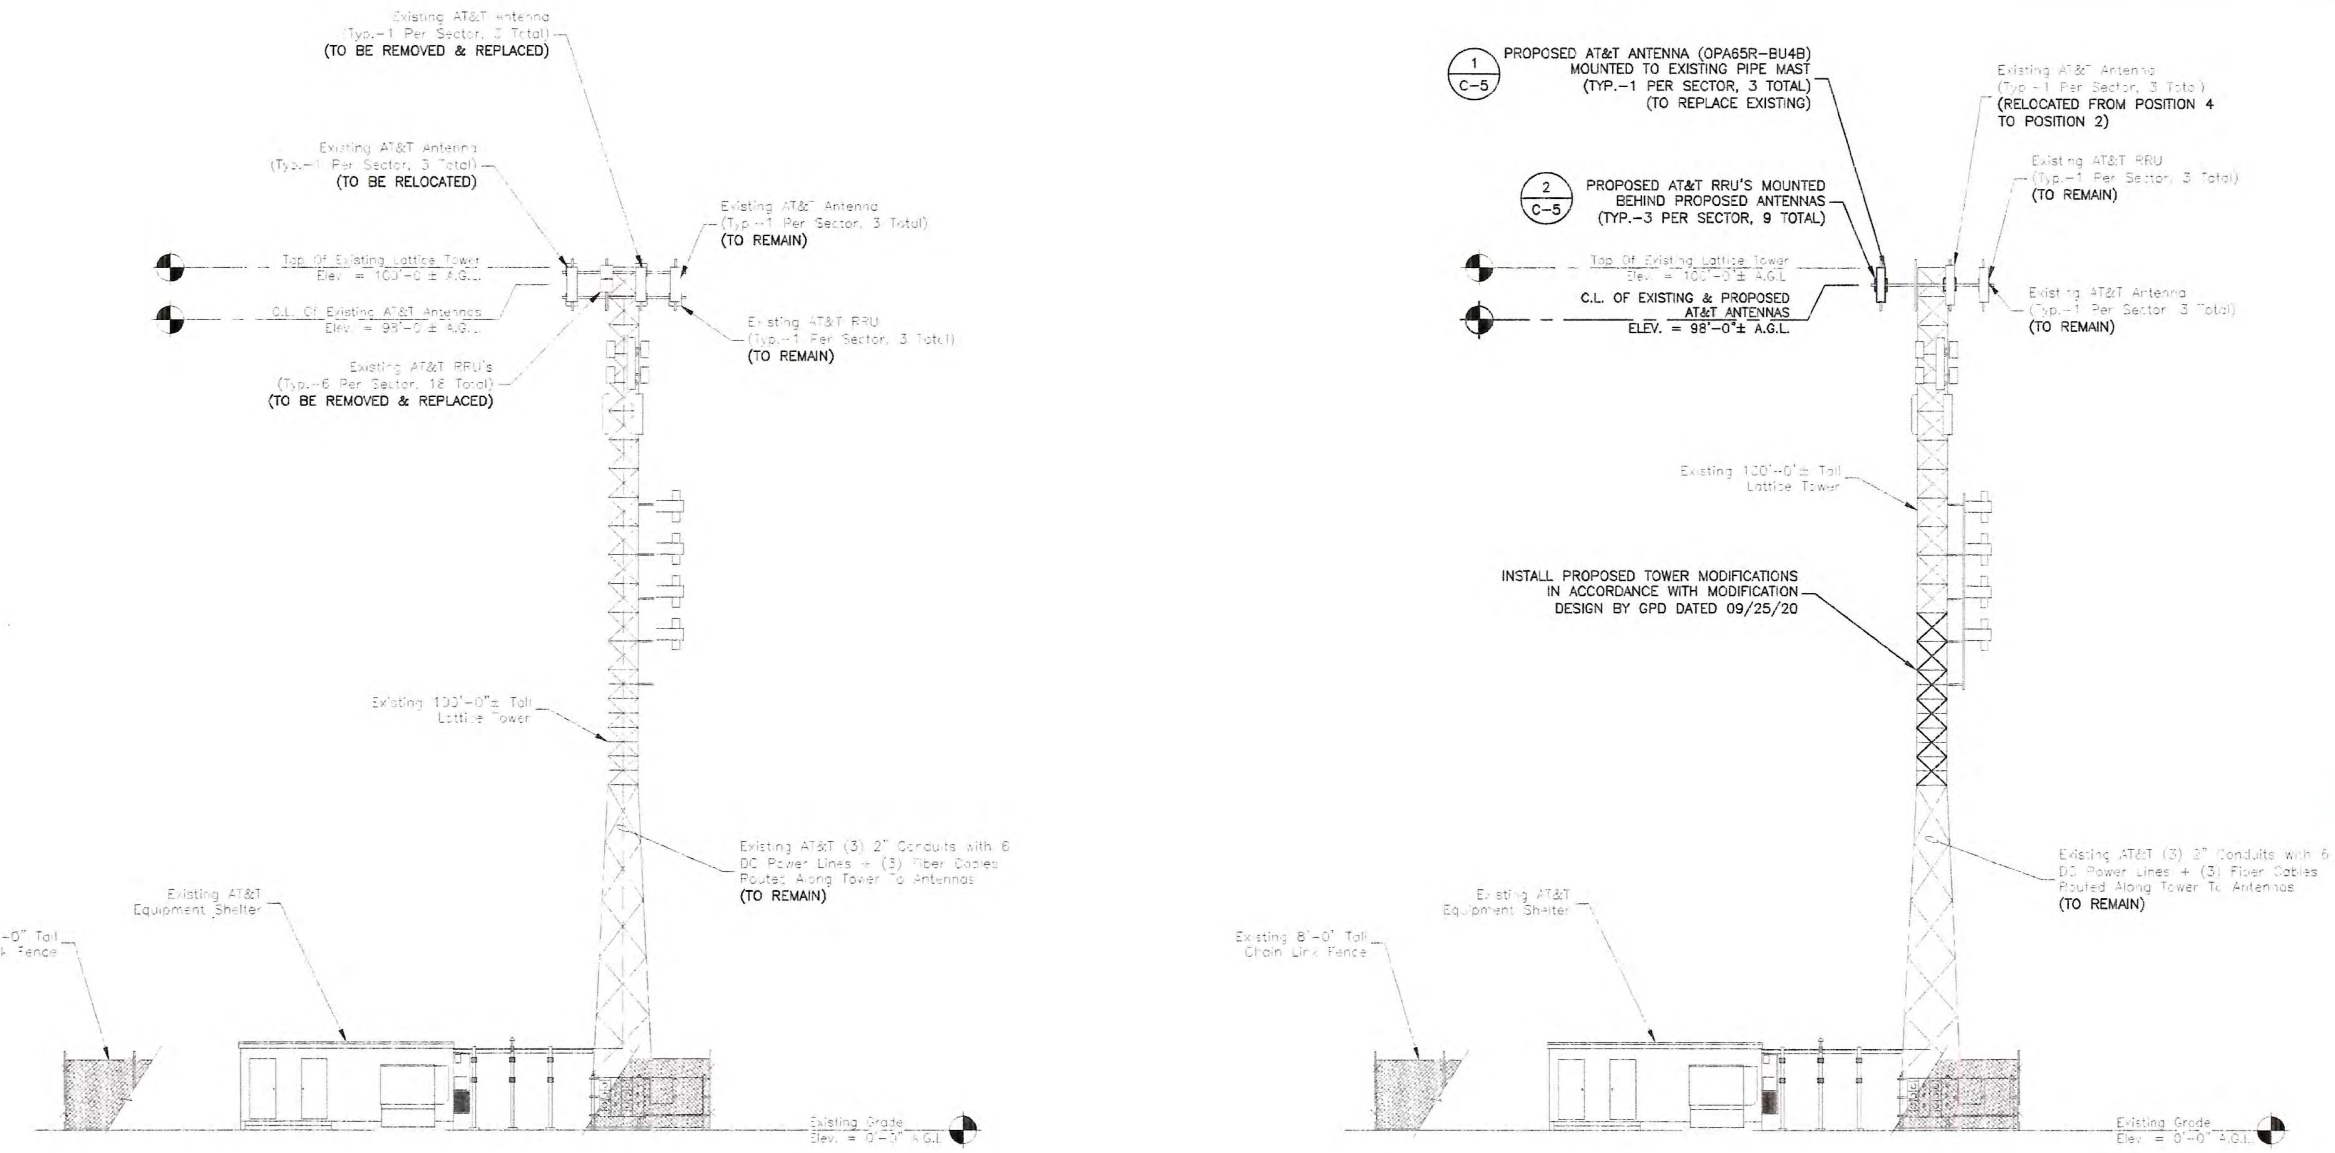 Existing AT&T Antenna
(Typ.-1 Per Sector, 3 Total)
(TO BE REMOVED & REPLACED)
Existing AT&T Antenna
(Typ.-1 Per Sector, 3 Total)
(TO BE RELOCATED)
Existing AT&T Antenna
(Typ.-1 Per Sector, 3 Total)
(TO REMAIN)
Top Of Existing Lattice Tower
Elev. = 100'-0"± A.G.L.
C.L. Of Existing AT&T Antennas
Elev. = 98'-0"± A.G.L.
Existing AT&T RRU
(Typ.-1 Per Sector, 3 Total)
(TO REMAIN)
Existing AT&T RRU's
(Typ.-6 Per Sector, 18 Total)
(TO BE REMOVED & REPLACED)
Existing 100'-0"± Tall
Lattice Tower
Existing AT&T (3) 2" Conduits with 6
DC Power Lines + (3) Fiber Cables
Routed Along Tower To Antennas
(TO REMAIN)
Existing AT&T
Equipment Shelter
-0" Tall
k Fence
Existing Grade
Elev. = 0'-0" A.G.L.
1
C-5
PROPOSED AT&T ANTENNA (OPA65R-BU4B)
MOUNTED TO EXISTING PIPE MAST
(TYP.-1 PER SECTOR, 3 TOTAL)
(TO REPLACE EXISTING)
Existing AT&T Antenna
(Typ.-1 Per Sector, 3 Total)
(RELOCATED FROM POSITION 4
TO POSITION 2)
2
C-5
PROPOSED AT&T RRU'S MOUNTED
BEHIND PROPOSED ANTENNAS
(TYP.-3 PER SECTOR, 9 TOTAL)
Existing AT&T RRU
(Typ.-1 Per Sector, 3 Total)
(TO REMAIN)
Top Of Existing Lattice Tower
Elev. = 100'-0"± A.G.L.
C.L. OF EXISTING & PROPOSED
AT&T ANTENNAS
ELEV. = 98'-0"± A.G.L.
Existing AT&T Antenna
(Typ.-1 Per Sector, 3 Total)
(TO REMAIN)
Existing 100'-0"± Tall
Lattice Tower
INSTALL PROPOSED TOWER MODIFICATIONS
IN ACCORDANCE WITH MODIFICATION
DESIGN BY GPD DATED 09/25/20
Existing AT&T (3) 2" Conduits with 6
DC Power Lines + (3) Fiber Cables
Routed Along Tower To Antennas
(TO REMAIN)
Existing AT&T
Equipment Shelter
Existing 8'-0" Tall
Chain Link Fence
Existing Grade
Elev. = 0'-0" A.G.L.